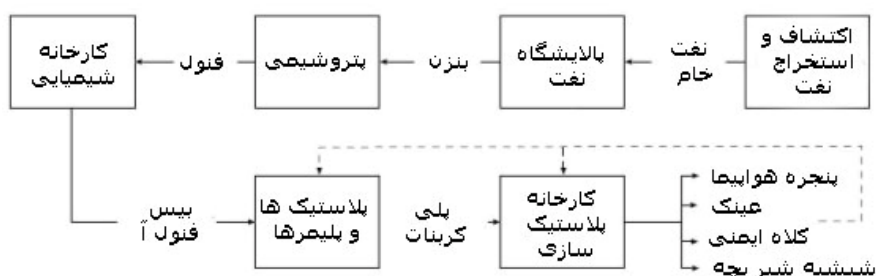 اکتشاف و
استخراج
نفت
نفت
خام
پالایشگاه
نفت
بنزن
پتروشیمی
فنول
کارخانه
شیمیایی
بیس
فنول آ
پلاستیک ها
و پلیمرها
پلی
کربنات
کارخانه
پلاستیک
سازی
پنجره هواپیما
عینک
کلاه ایمنی
شیشه شیر بچه